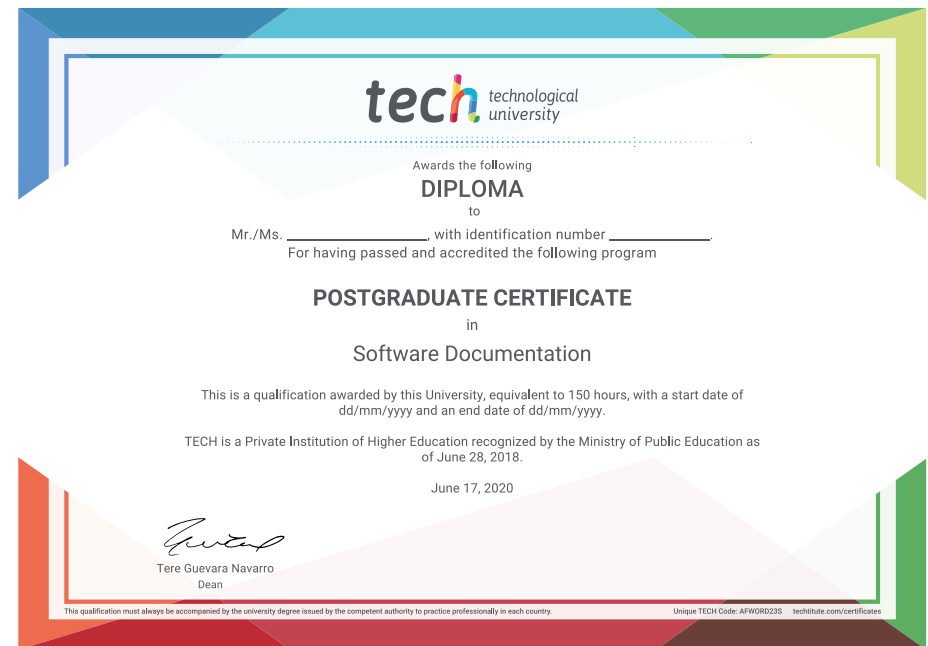 tech technological
university
Awards the following
DIPLOMA
to
Mr./Ms. ____________________, with identification number ______________.
For having passed and accredited the following program
POSTGRADUATE CERTIFICATE
in
Software Documentation
This is a qualification awarded by this University, equivalent to 150 hours, with a start date of
dd/mm/yyyy and an end date of dd/mm/yyyy.
TECH is a Private Institution of Higher Education recognized by the Ministry of Public Education as
of June 28, 2018.
June 17, 2020
Tere Guevara Navarro
Dean
This qualification must always be accompanied by the university degree issued by the competent authority to practice professionally in each country.
Unique TECH Code: AFWORD23S techtitute.com/certificates